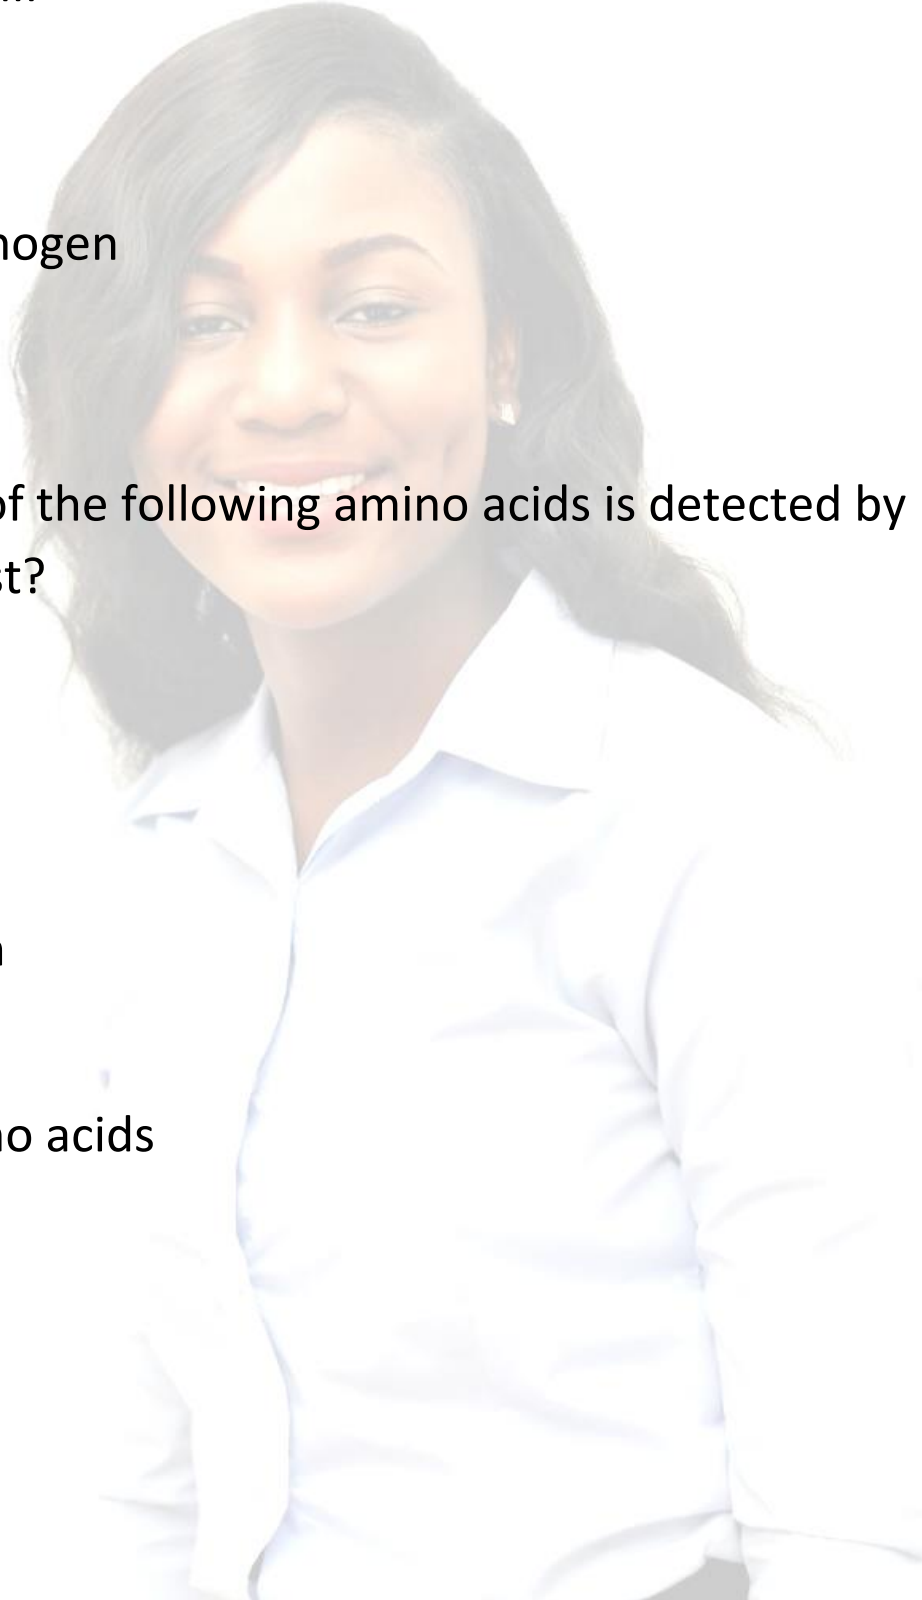 nogen
of the following amino acids is detected by
st?
no acids